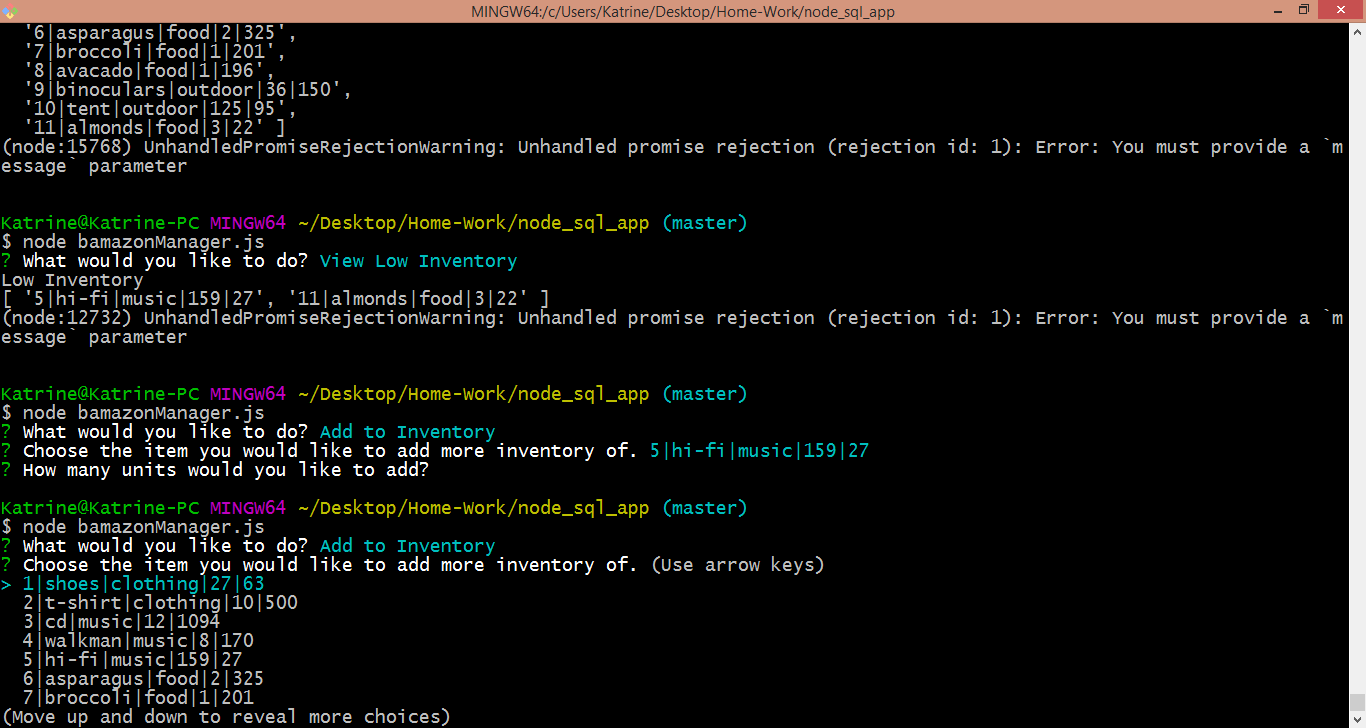 MINGW64:/c/Users/Katrine/Desktop/Home-Work/node_sql_app
'6|asparagus|food|2|325',
'7|broccoli|food|1|201',
'8|avacado|food|1|196',
'9|binoculars|outdoor|36|150',
'10|tent|outdoor|125|95',
'11|almonds|food|3|22' ]
(node:15768) UnhandledPromiseRejectionWarning: Unhandled promise rejection (rejection id: 1): Error: You must provide a `m
essage` parameter
Katrine@Katrine-PC MINGW64 ~/Desktop/Home-Work/node_sql_app (master)
$ node bamazonManager.js
? What would you like to do? View Low Inventory
Low Inventory
[ '5|hi-fi|music|159|27', '11|almonds|food|3|22' ]
(node:12732) UnhandledPromiseRejectionWarning: Unhandled promise rejection (rejection id: 1): Error: You must provide a `m
essage` parameter
Katrine@Katrine-PC MINGW64 ~/Desktop/Home-Work/node_sql_app (master)
$ node bamazonManager.js
? What would you like to do? Add to Inventory
? Choose the item you would like to add more inventory of. 5|hi-fi|music|159|27
? How many units would you like to add?
Katrine@Katrine-PC MINGW64 ~/Desktop/Home-Work/node_sql_app (master)
$ node bamazonManager.js
? What would you like to do? Add to Inventory
? Choose the item you would like to add more inventory of. (Use arrow keys)
> 1|shoes|clothing|27|63
2|t-shirt|clothing|10|500
3|cd|music|12|1094
4|walkman|music|8|170
5|hi-fi|music|159|27
6|asparagus|food|2|325
7|broccoli|food|1|201
(Move up and down to reveal more choices)